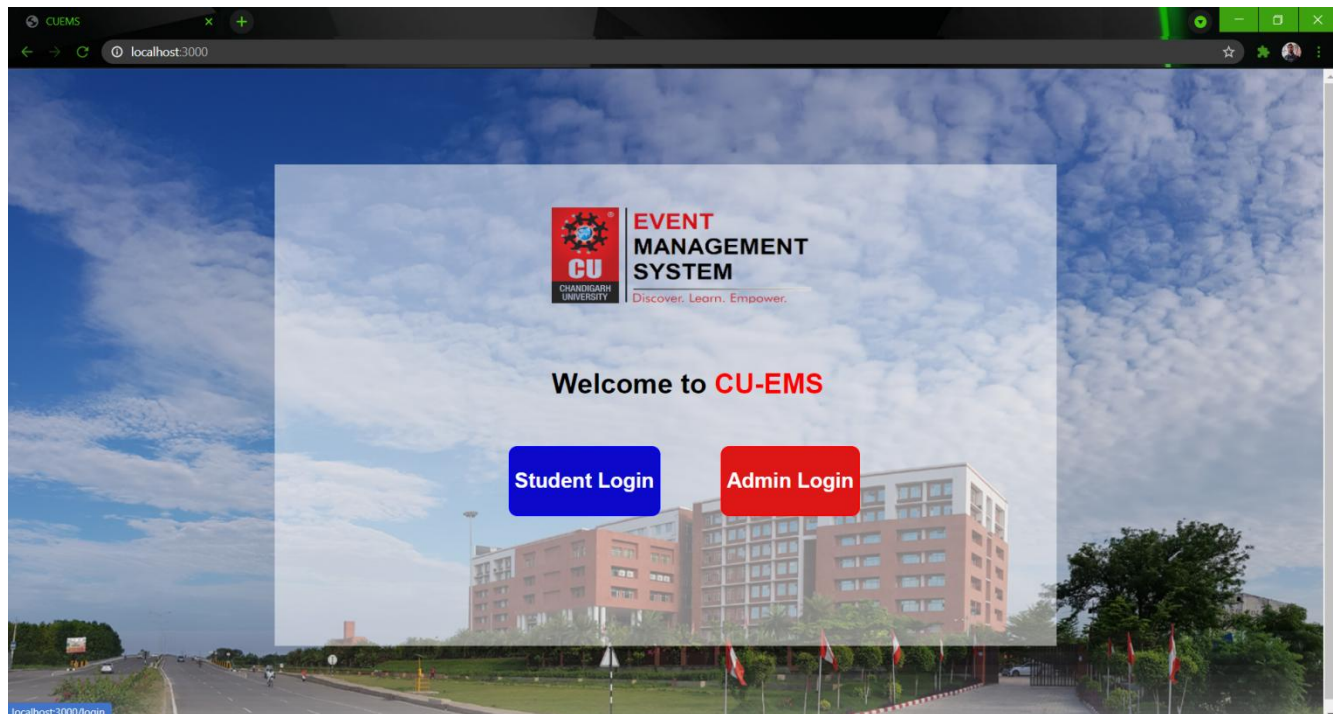 CUEMS
localhost:3000
EVENT
MANAGEMENT
SYSTEM
Discover. Learn. Empower.
CU
CHANDIGARH
UNIVERSITY
®
Welcome to CU-EMS
Student Login
Admin Login
localhost:3000/login